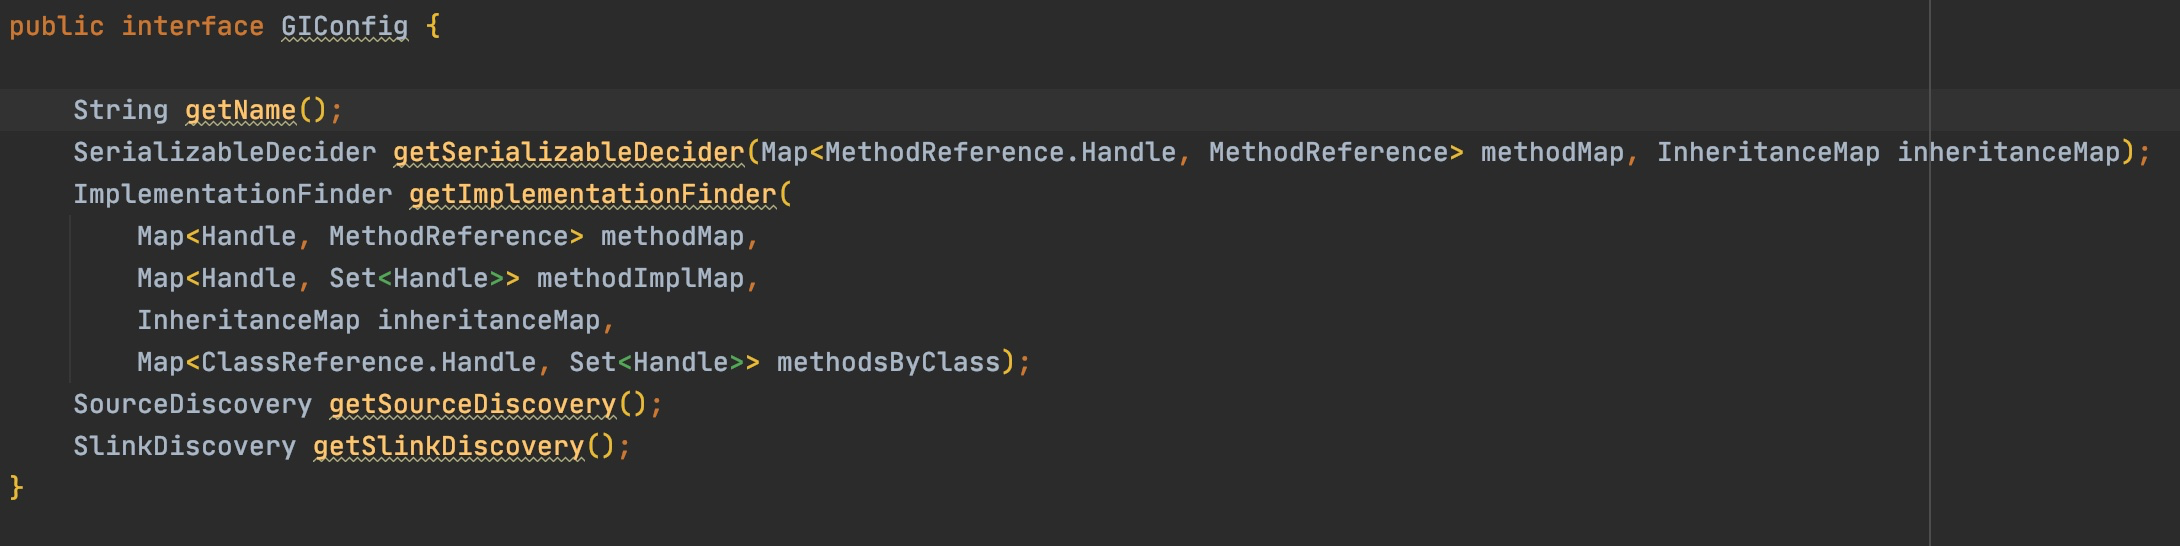 public interface GIConfig {
    String getName();
    SerializableDecider getSerializableDecider(Map<MethodReference.Handle, MethodReference> methodMap, InheritanceMap inheritanceMap);
    ImplementationFinder getImplementationFinder(
        Map<Handle, MethodReference> methodMap,
        Map<Handle, Set<Handle>> methodImplMap,
        InheritanceMap inheritanceMap,
        Map<ClassReference.Handle, Set<Handle>> methodsByClass);
    SourceDiscovery getSourceDiscovery();
    SlinkDiscovery getSlinkDiscovery();
}